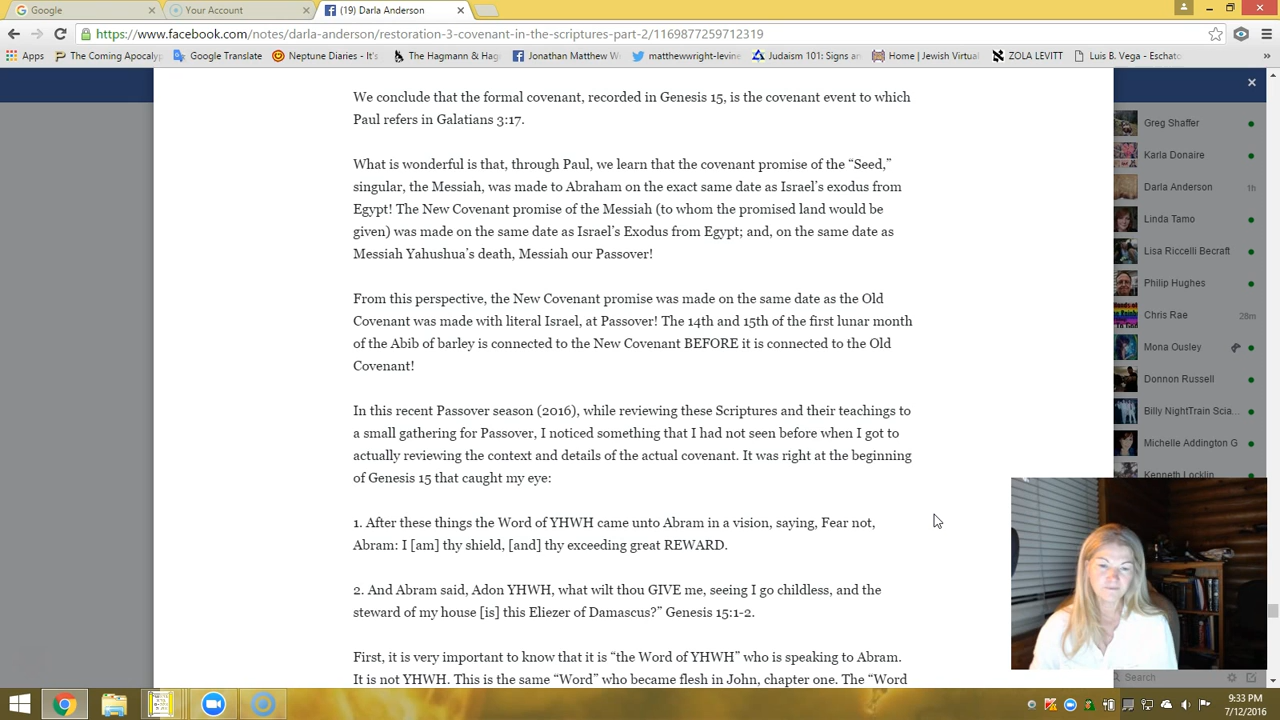 Google
Your Account
(19) Darla Anderson
https://www.facebook.com/notes/darla-anderson/restoration-3-covenant-in-the-scriptures-part-2/1169877259712319
Apps
The Coming Apocalyp
Google Translate
Neptune Diaries - It's
The Hagmann & Hag
Jonathan Matthew W
matthewwright-levine
Judaism 101: Signs an
Home | Jewish Virtual
ZOLA LEVITT
Luis B. Vega - Eschato
We conclude that the formal covenant, recorded in Genesis 15, is the covenant event to which
Paul refers in Galatians 3:17.
What is wonderful is that, through Paul, we learn that the covenant promise of the “Seed,”
singular, the Messiah, was made to Abraham on the exact same date as Israel’s exodus from
Egypt! The New Covenant promise of the Messiah (to whom the promised land would be
given) was made on the same date as Israel’s Exodus from Egypt; and, on the same date as
Messiah Yahushua’s death, Messiah our Passover!
From this perspective, the New Covenant promise was made on the same date as the Old
Covenant was made with literal Israel, at Passover! The 14th and 15th of the first lunar month
of the Abib of barley is connected to the New Covenant BEFORE it is connected to the Old
Covenant!
In this recent Passover season (2016), while reviewing these Scriptures and their teachings to
a small gathering for Passover, I noticed something that I had not seen before when I got to
actually reviewing the context and details of the actual covenant. It was right at the beginning
of Genesis 15 that caught my eye:
1. After these things the Word of YHWH came unto Abram in a vision, saying, Fear not,
Abram: I [am] thy shield, [and] thy exceeding great REWARD.
2. And Abram said, Adon YHWH, what wilt thou GIVE me, seeing I go childless, and the
steward of my house [is] this Eliezer of Damascus?” Genesis 15:1-2.
First, it is very important to know that it is “the Word of YHWH” who is speaking to Abram.
It is not YHWH. This is the same “Word” who became flesh in John, chapter one. The “Word
Greg Shaffer
Karla Donaire
Darla Anderson 1h
Linda Tamo
Lisa Riccelli Becraft
Philip Hughes
Chris Rae 28m
Mona Ousley
Donnon Russell
Billy NightTrain Scia...
Michelle Addington G
Kenneth Locklin
Search
9:33 PM
7/12/2016